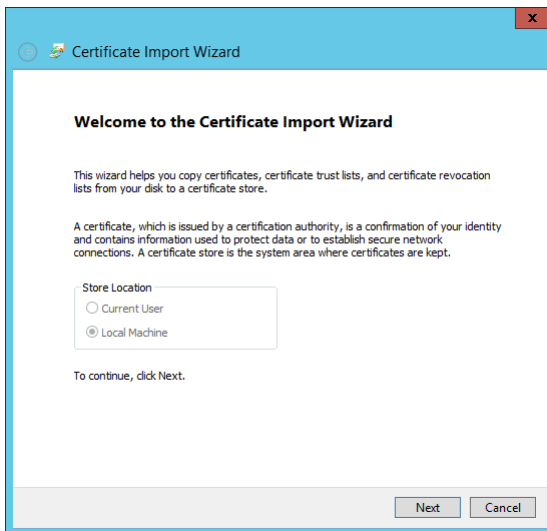 x
Certificate Import Wizard
Welcome to the Certificate Import Wizard
This wizard helps you copy certificates, certificate trust lists, and certificate revocation
lists from your disk to a certificate store.
A certificate, which is issued by a certification authority, is a confirmation of your identity
and contains information used to protect data or to establish secure network
connections. A certificate store is the system area where certificates are kept.
Store Location
Current User
Local Machine
To continue, click Next.
Next
Cancel